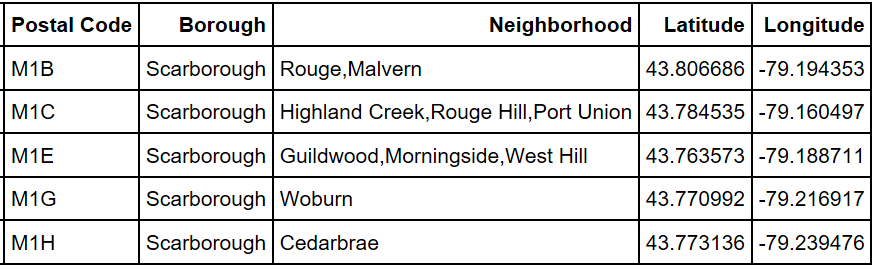 Postal Code Borough Neighborhood Latitude Longitude
M1B Scarborough Rouge,Malvern 43.806686 -79.194353
M1C Scarborough Highland Creek,Rouge Hill,Port Union 43.784535 -79.160497
M1E Scarborough Guildwood,Morningside,West Hill 43.763573 -79.188711
M1G Scarborough Woburn 43.770992 -79.216917
M1H Scarborough Cedarbrae 43.773136 -79.239476